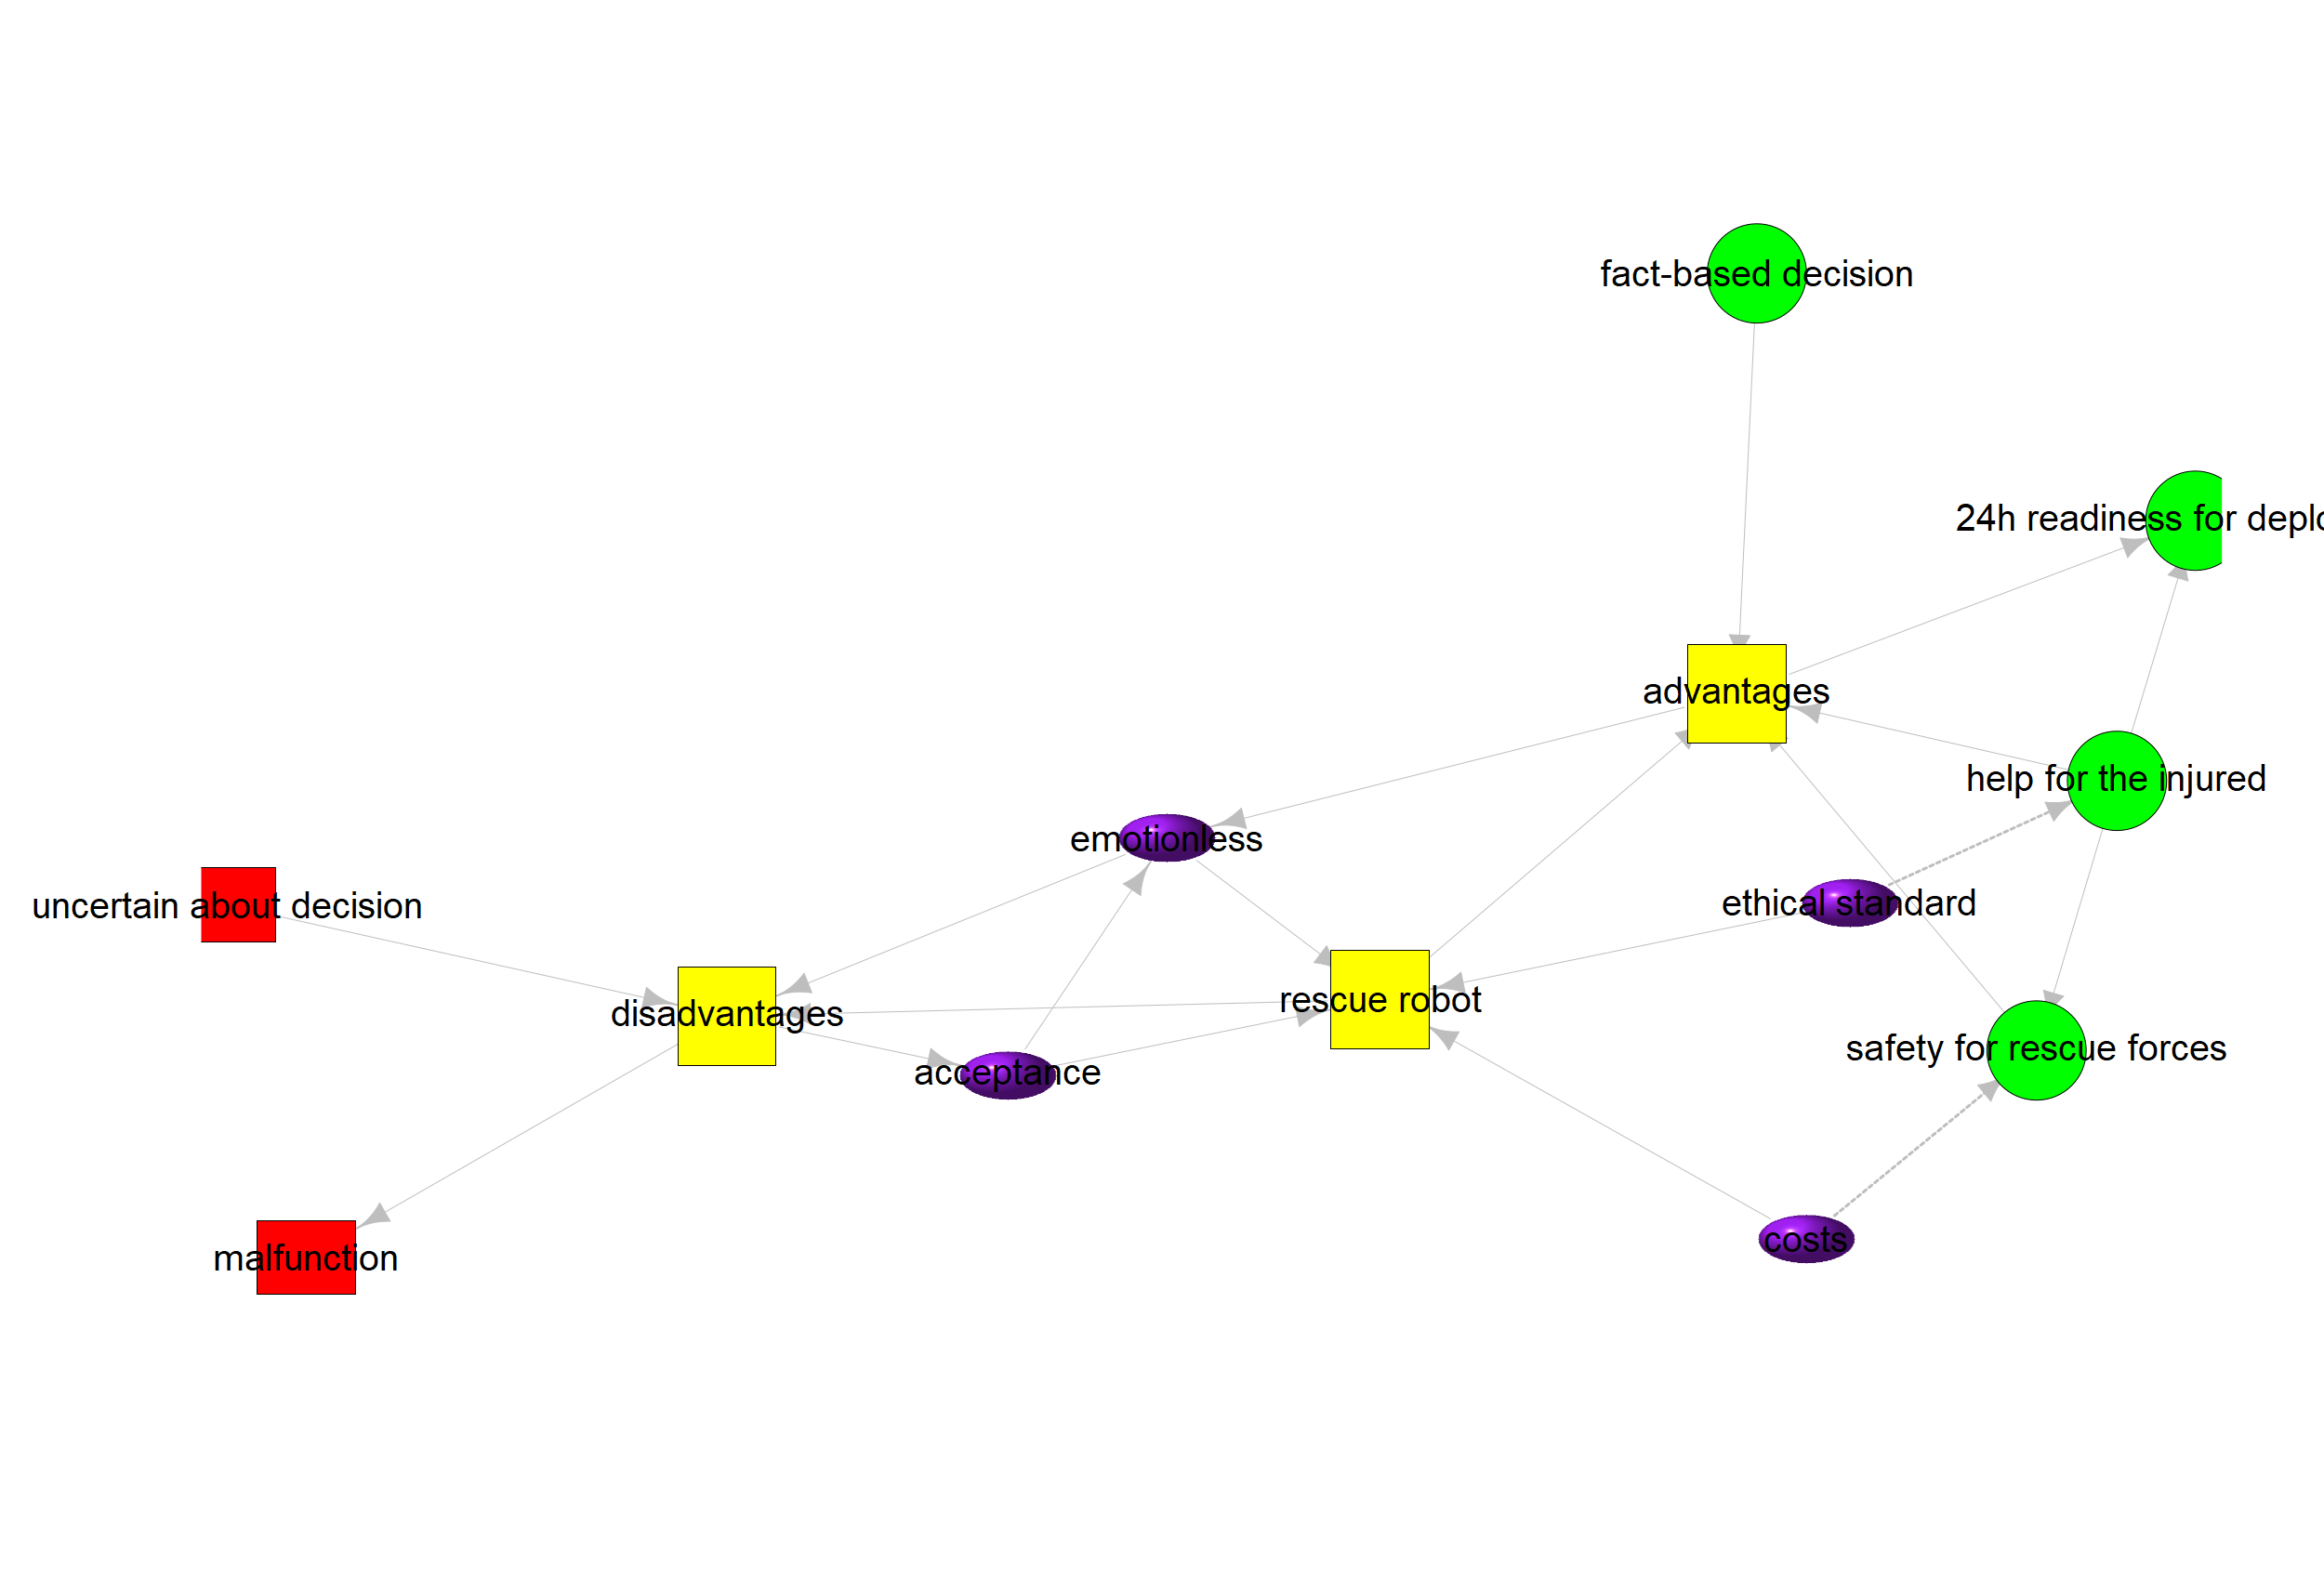 fact-based decision
24h readiness for deplo
advantages
help for the injured
emotionless
ethical standard
uncertain about decision
rescue robot
disadvantages
safety for rescue forces
acceptance
costs
malfunction